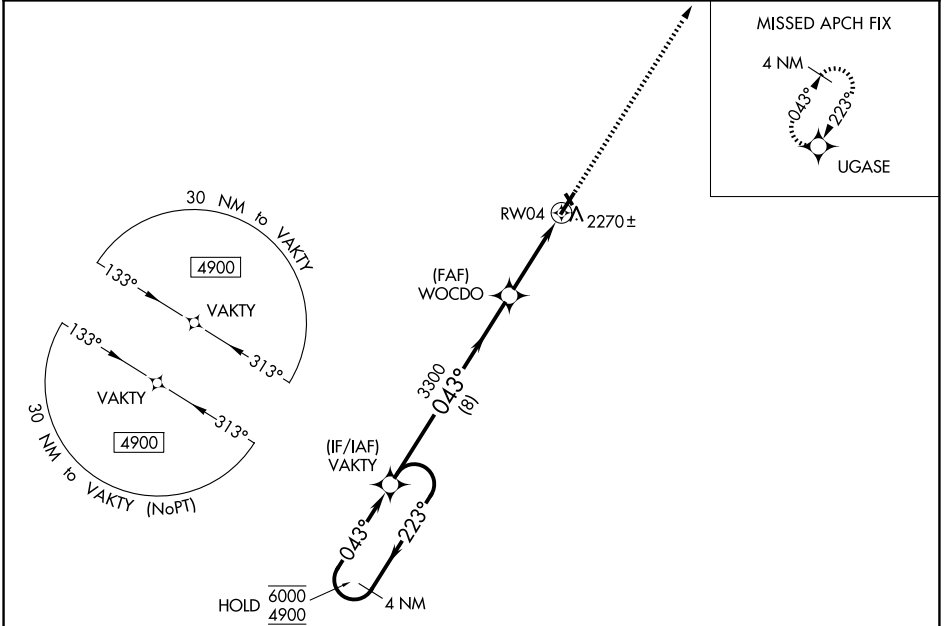 MISSED APCH FIX
4 NM
043°
223°
UGASE
RW04
2270±
(FAF)
WOCDO
30 NM to VAKTY
4900
133°
VAKTY
313°
133°
VAKTY
313°
4900
30 NM to VAKTY (NoPT)
3300
043°
(8)
(IF/IAF)
VAKTY
043°
223°
HOLD
6000
4900
4 NM